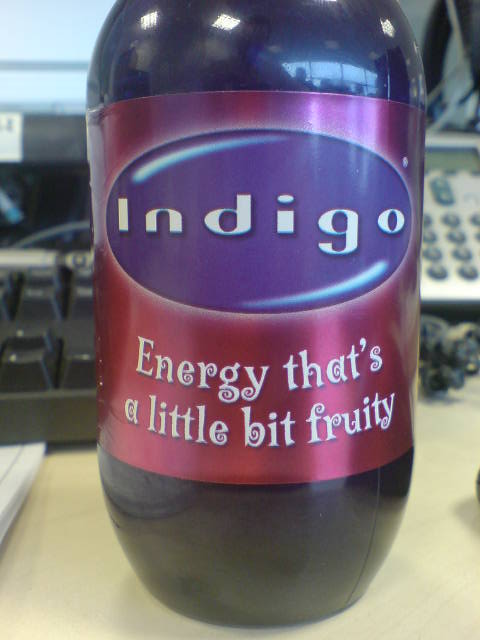 Indigo
Energy that's
a little bit fruity